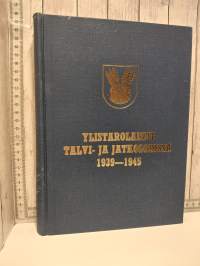 YLISTAROLAISET
TALVI- JA JATKOSODASSA
1939—1945